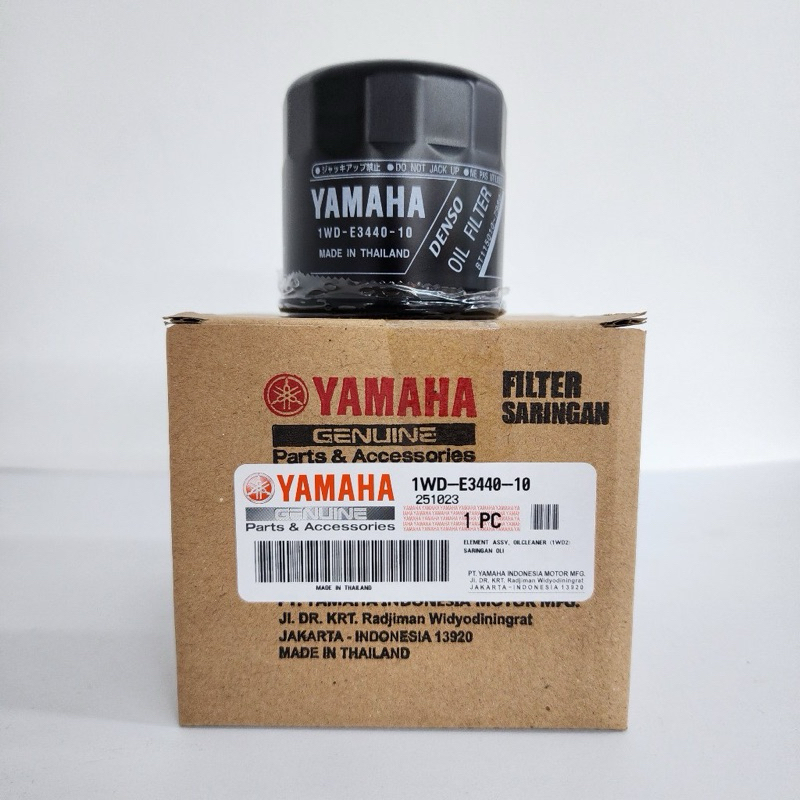 ●ジャッキアップ禁止 ●DO NOT JACK UP ●NE PAS
YAMAHA
1WD-E3440-10
MADE IN THAILAND
DENSO
OIL FILTER
YAMAHA
GENUINE
Parts & Accessories
FILTER
SARINGAN
YAMAHA
GENUINE
Parts & Accessories
1WD-E3440-10
251023
1 PC
ELEMENT ASSY, OILCLEANER (1WD2)
SARINGAN OLI
MADE IN THAILAND
PT. YAMAHA INDONESIA MOTOR MFG.
JL. DR. KRT. Radjiman Widyodiningrat
JAKARTA - INDONESIA 13920
PT. YAMAHA INDONESIA MOTOR MFG.
Jl. DR. KRT. Radjiman Widyodiningrat
JAKARTA - INDONESIA 13920
MADE IN THAILAND